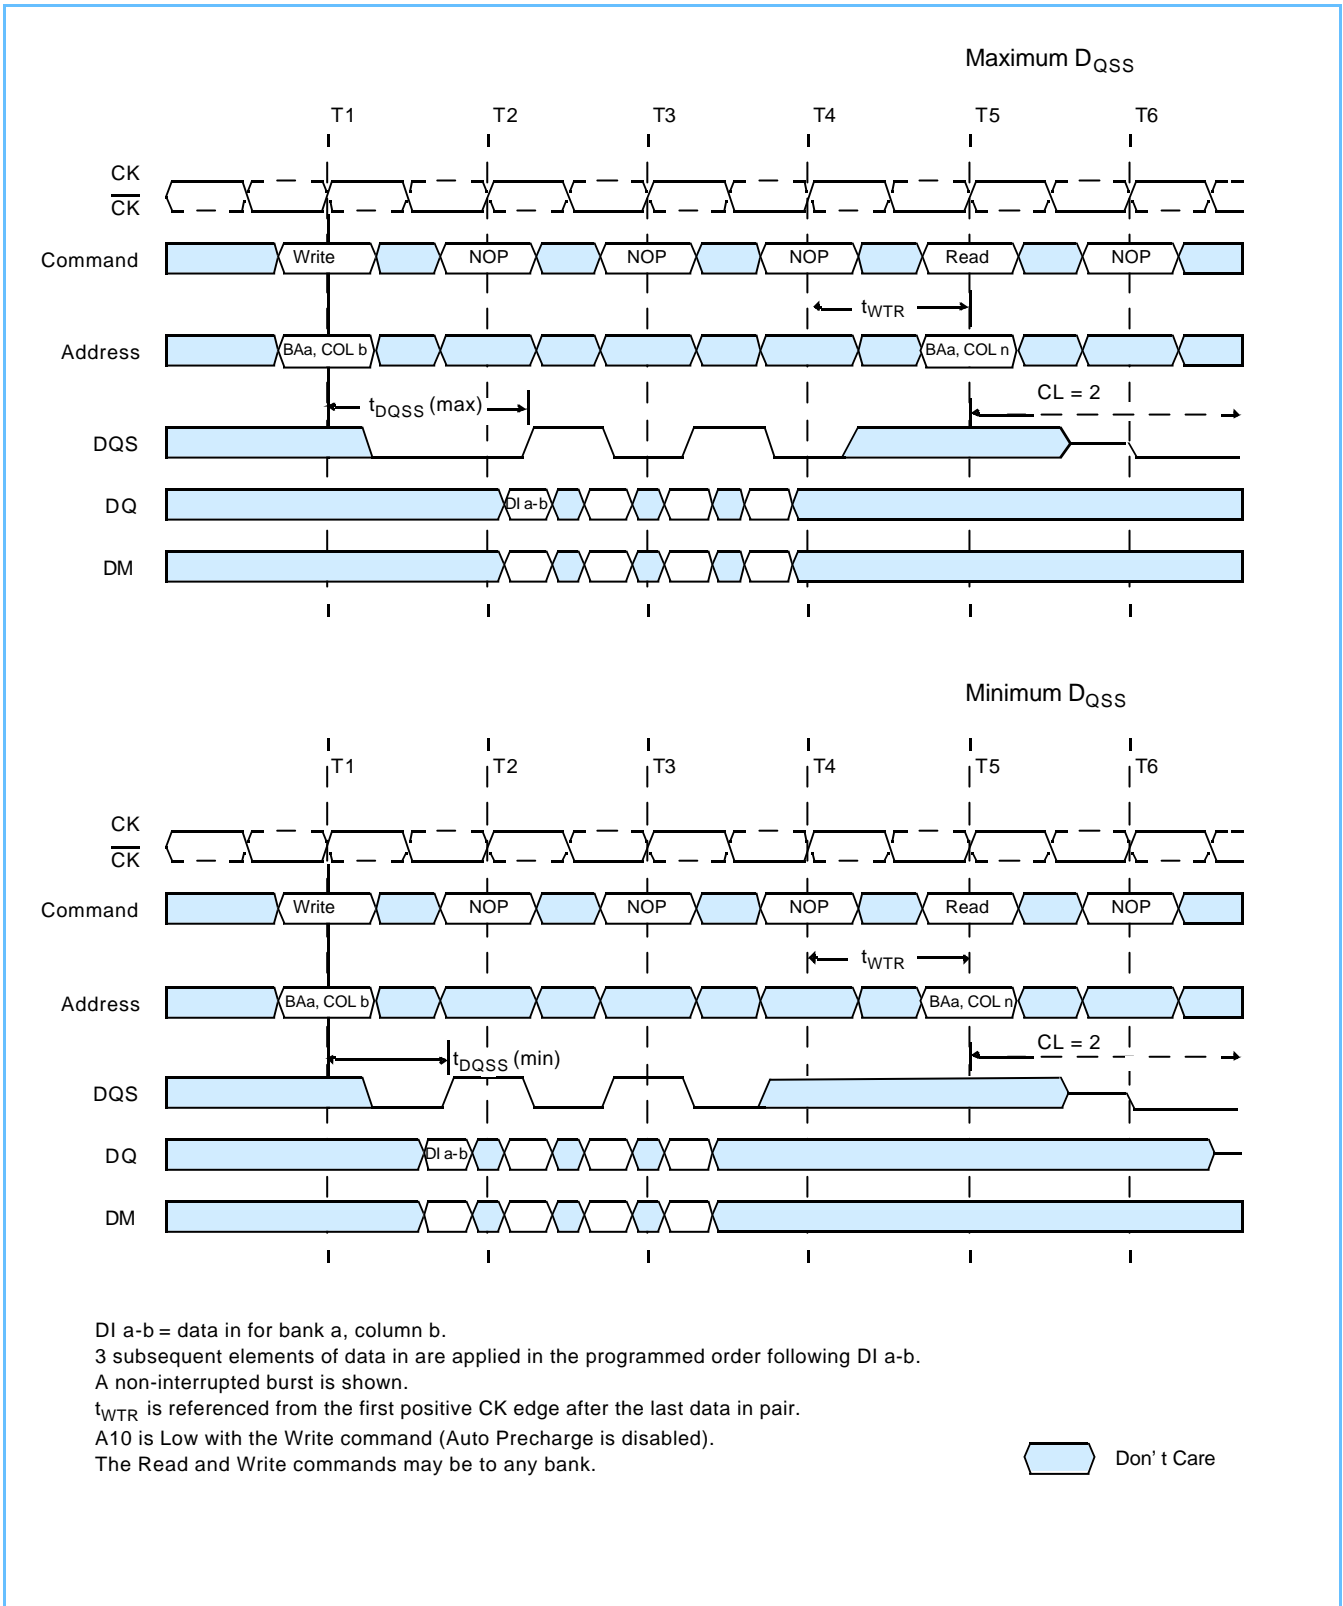 Maximum DQSS
T1 T2 T3 T4 T5 T6
CK
CK
Command Write NOP NOP NOP Read NOP
tWTR
Address BAa, COL b BAa, COL n
CL = 2
tDQSS (max)
DQS
DQ DI a-b
DM
Minimum DQSS
T1 T2 T3 T4 T5 T6
CK
CK
Command Write NOP NOP NOP Read NOP
tWTR
Address BAa, COL b BAa, COL n
CL = 2
tDQSS (min)
DQS
DQ DI a-b
DM
DI a-b = data in for bank a, column b.
3 subsequent elements of data in are applied in the programmed order following DI a-b.
A non-interrupted burst is shown.
tWTR is referenced from the first positive CK edge after the last data in pair.
A10 is Low with the Write command (Auto Precharge is disabled).
The Read and Write commands may be to any bank.
Don' t Care